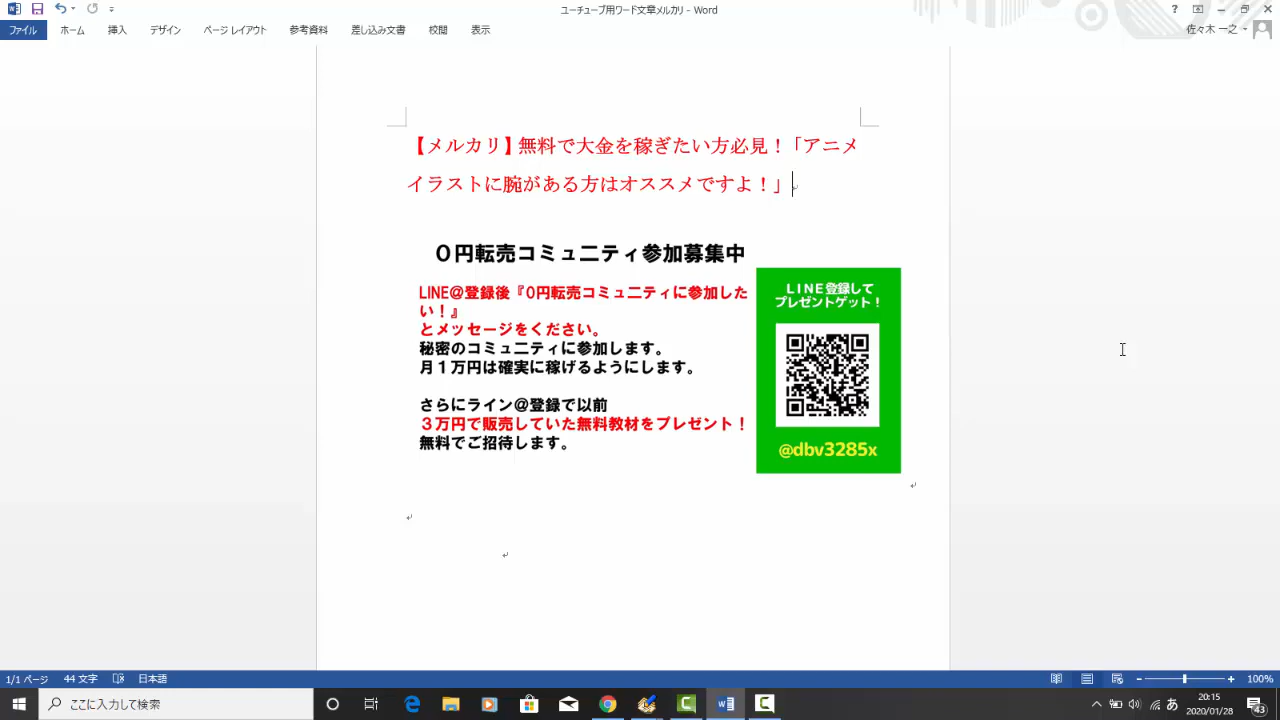 ユーチューブ用ワード文章メルカリ - Word
ファイル ホーム 挿入 デザイン ページ レイアウト 参考資料 差し込み文書 校閲 表示
佐々木 一之
【メルカリ】無料で大金を稼ぎたい方必見！「アニメ
イラストに腕がある方はオススメですよ！」
０円転売コミュニティ参加募集中
LINE@登録後『０円転売コミュニティに参加した
い！』
とメッセージをください。
秘密のコミュニティに参加します。
月１万円は確実に稼げるようにします。
さらにライン@登録で以前
３万円で販売していた無料教材をプレゼント！
無料でご招待します。
ＬＩＮＥ登録して
プレゼントゲット！
@dbv3285x
1/1 ページ 44 文字 日本語
100%
ここに入力して検索
あ
20:15
2020/01/28
43